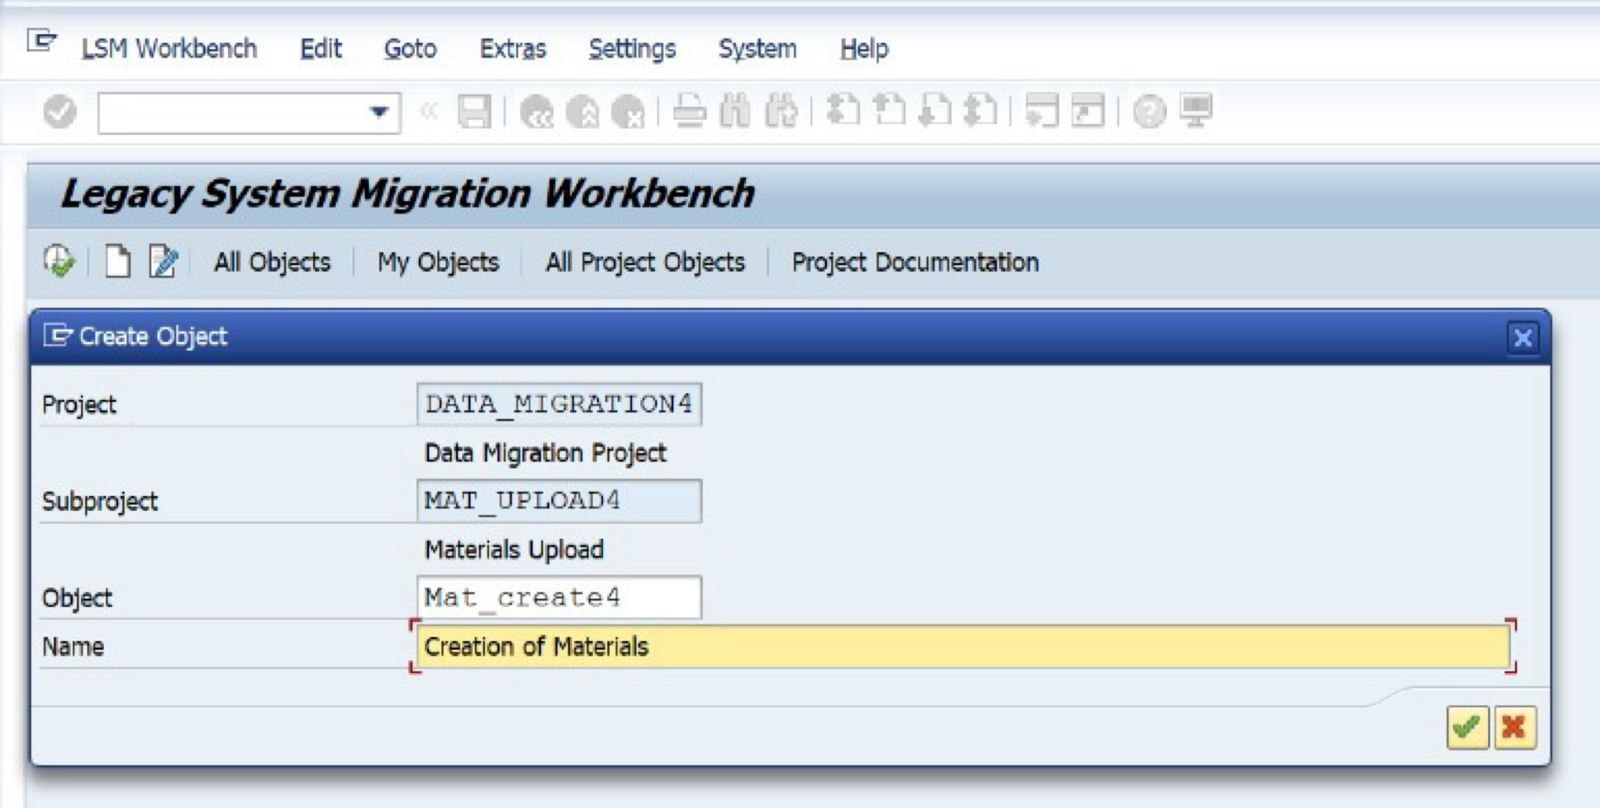 LSM Workbench Edit Goto Extras Settings System Help
Legacy System Migration Workbench
All Objects My Objects All Project Objects Project Documentation
Create Object
Project DATA_MIGRATION4
Data Migration Project
Subproject MAT_UPLOAD4
Materials Upload
Object Mat_create4
Name Creation of Materials